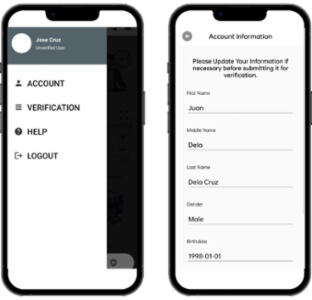 Jose Cruz
Unverified User
ACCOUNT
VERIFICATION
HELP
LOGOUT
Account Information
Please Update Your Information if
necessary before submitting it for
verification.
First Name
Juan
Middle Name
Dela
Last Name
Dela Cruz
Gender
Male
Birthdate
1998-01-01